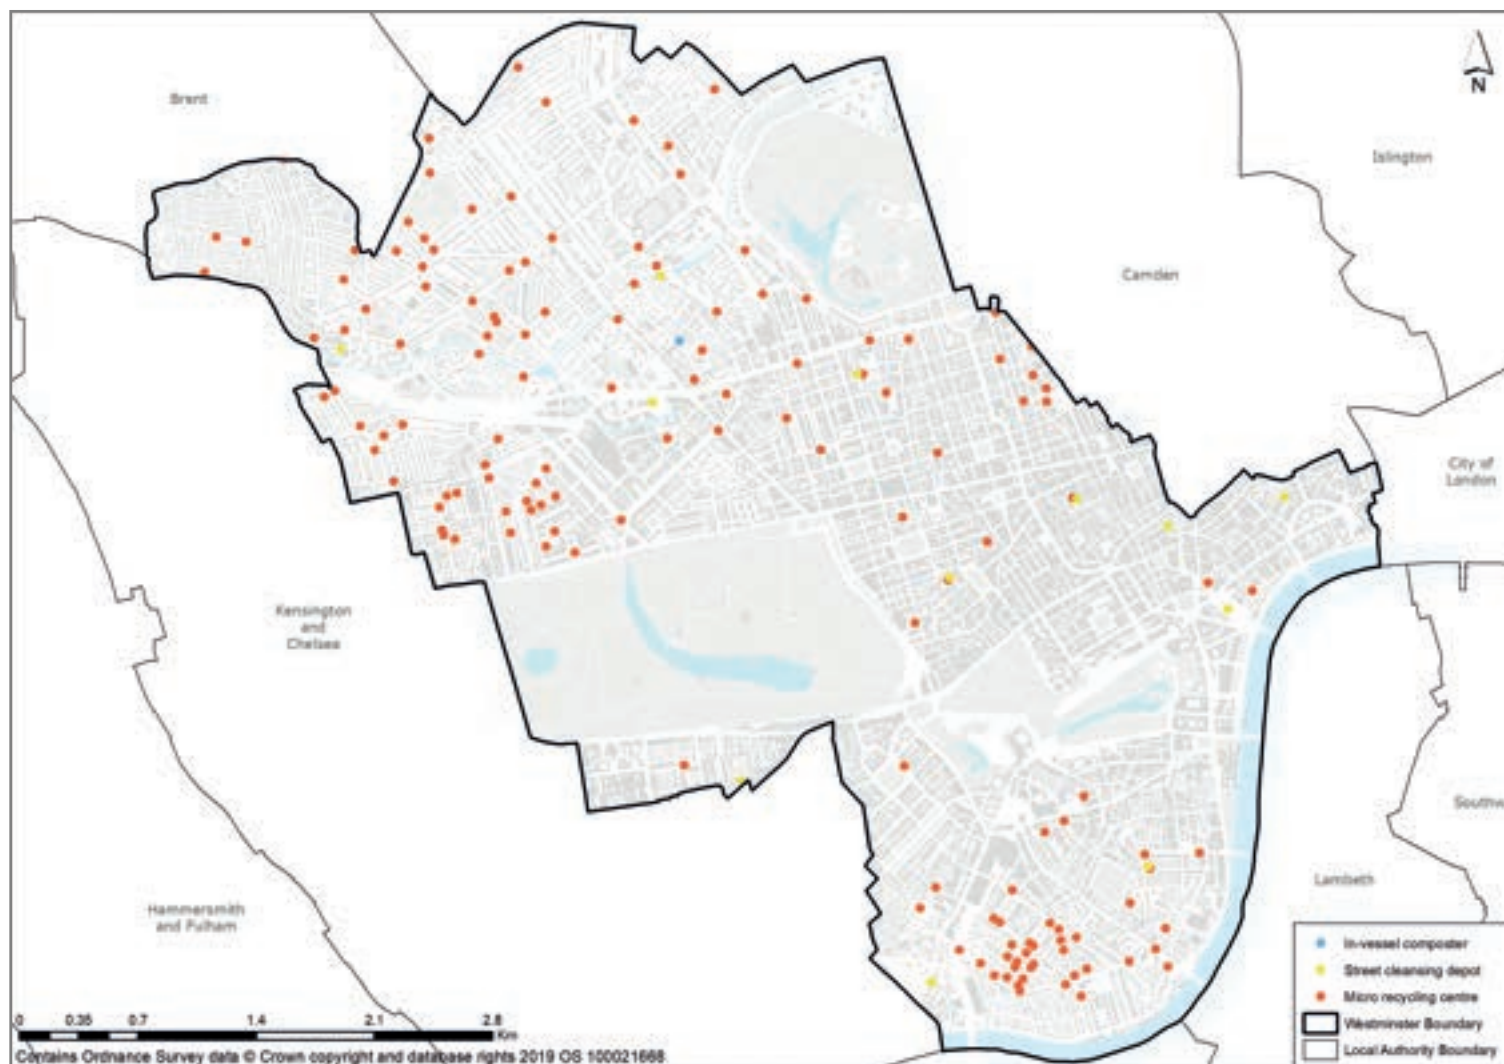 Brent
N
Islington
Camden
City of
London
Kensington
and
Chelsea
Southw
Lambeth
Hammersmith
and Fulham
In-vessel composter
Street cleansing depot
Micro recycling centre
Westminster Boundary
Local Authority Boundary
0 0.35 0.7 1.4 2.1 2.8
Km
Contains Ordnance Survey data © Crown copyright and database rights 2019 OS 100021668